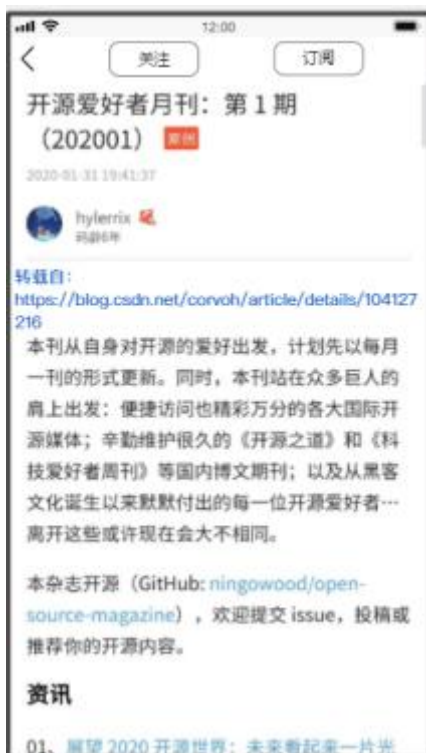 12:00
关注
订阅
开源爱好者月刊：第 1 期
（202001） 原创
2020-01-31 19:41:37
hylerrix
码龄6年
转载自：
https://blog.csdn.net/corvoh/article/details/104127
216
本刊从自身对开源的爱好出发，计划先以每月
一刊的形式更新。同时，本刊站在众多巨人的
肩上出发：便捷访问也精彩万分的各大国际开
源媒体；辛勤维护很久的《开源之道》和《科
技爱好者周刊》等国内博文期刊；以及从黑客
文化诞生以来默默付出的每一位开源爱好者…
离开这些或许现在会大不相同。
本杂志开源（GitHub: ningowood/open-
source-magazine），欢迎提交 issue，投稿或
推荐你的开源内容。
资讯
01、展望 2020 开源世界：未来看起来一片光